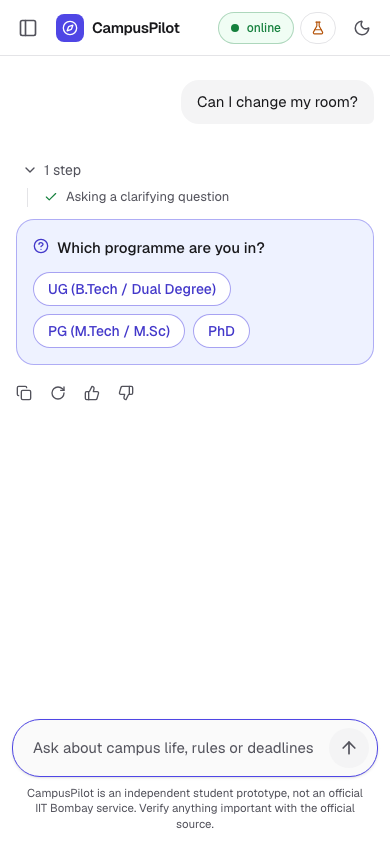 CampusPilot
online
Can I change my room?
1 step
Asking a clarifying question
Which programme are you in?
UG (B.Tech / Dual Degree)
PG (M.Tech / M.Sc)
PhD
Ask about campus life, rules or deadlines
CampusPilot is an independent student prototype, not an official
IIT Bombay service. Verify anything important with the official
source.